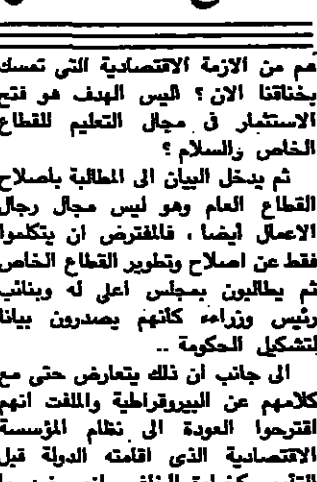 هم من الازمة الاقتصادية التى تمسك
بخناقنا الان ؟ اليس الهدف هو فتح
الاستثمار فى مجال التعليم للقطاع
الخاص والسلام ؟
ثم يدخل البيان الى المطالبة باصلاح
القطاع العام وهو ليس مجال رجال
الاعمال أيضا ، فالمفترض ان يتكلموا
فقط عن اصلاح وتطوير القطاع الخاص
ثم يطالبون بمجلس اعلى له وبنائب
رئيس وزراء كأنهم يصدرون بيانا
لتشكيل الحكومة ..
الى جانب ان ذلك يتعارض حتى مع
كلامهم عن البيروقراطية والملفت انهم
اقترحوا العودة الى نظام المؤسسة
الاقتصادية الذى اقامته الدولة قبل